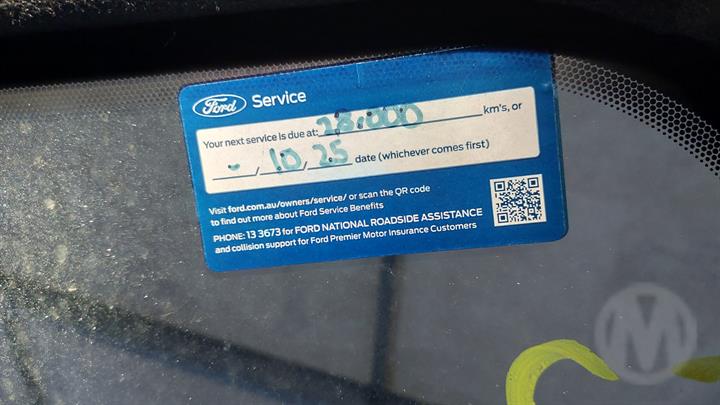 Ford Service
Your next service is due at: 28,000 km's, or
- / 10 / 25 date (whichever comes first)
Visit ford.com.au/owners/service/ or scan the QR code
to find out more about Ford Service Benefits
PHONE: 13 3673 for FORD NATIONAL ROADSIDE ASSISTANCE
and collision support for Ford Premier Motor Insurance Customers
M